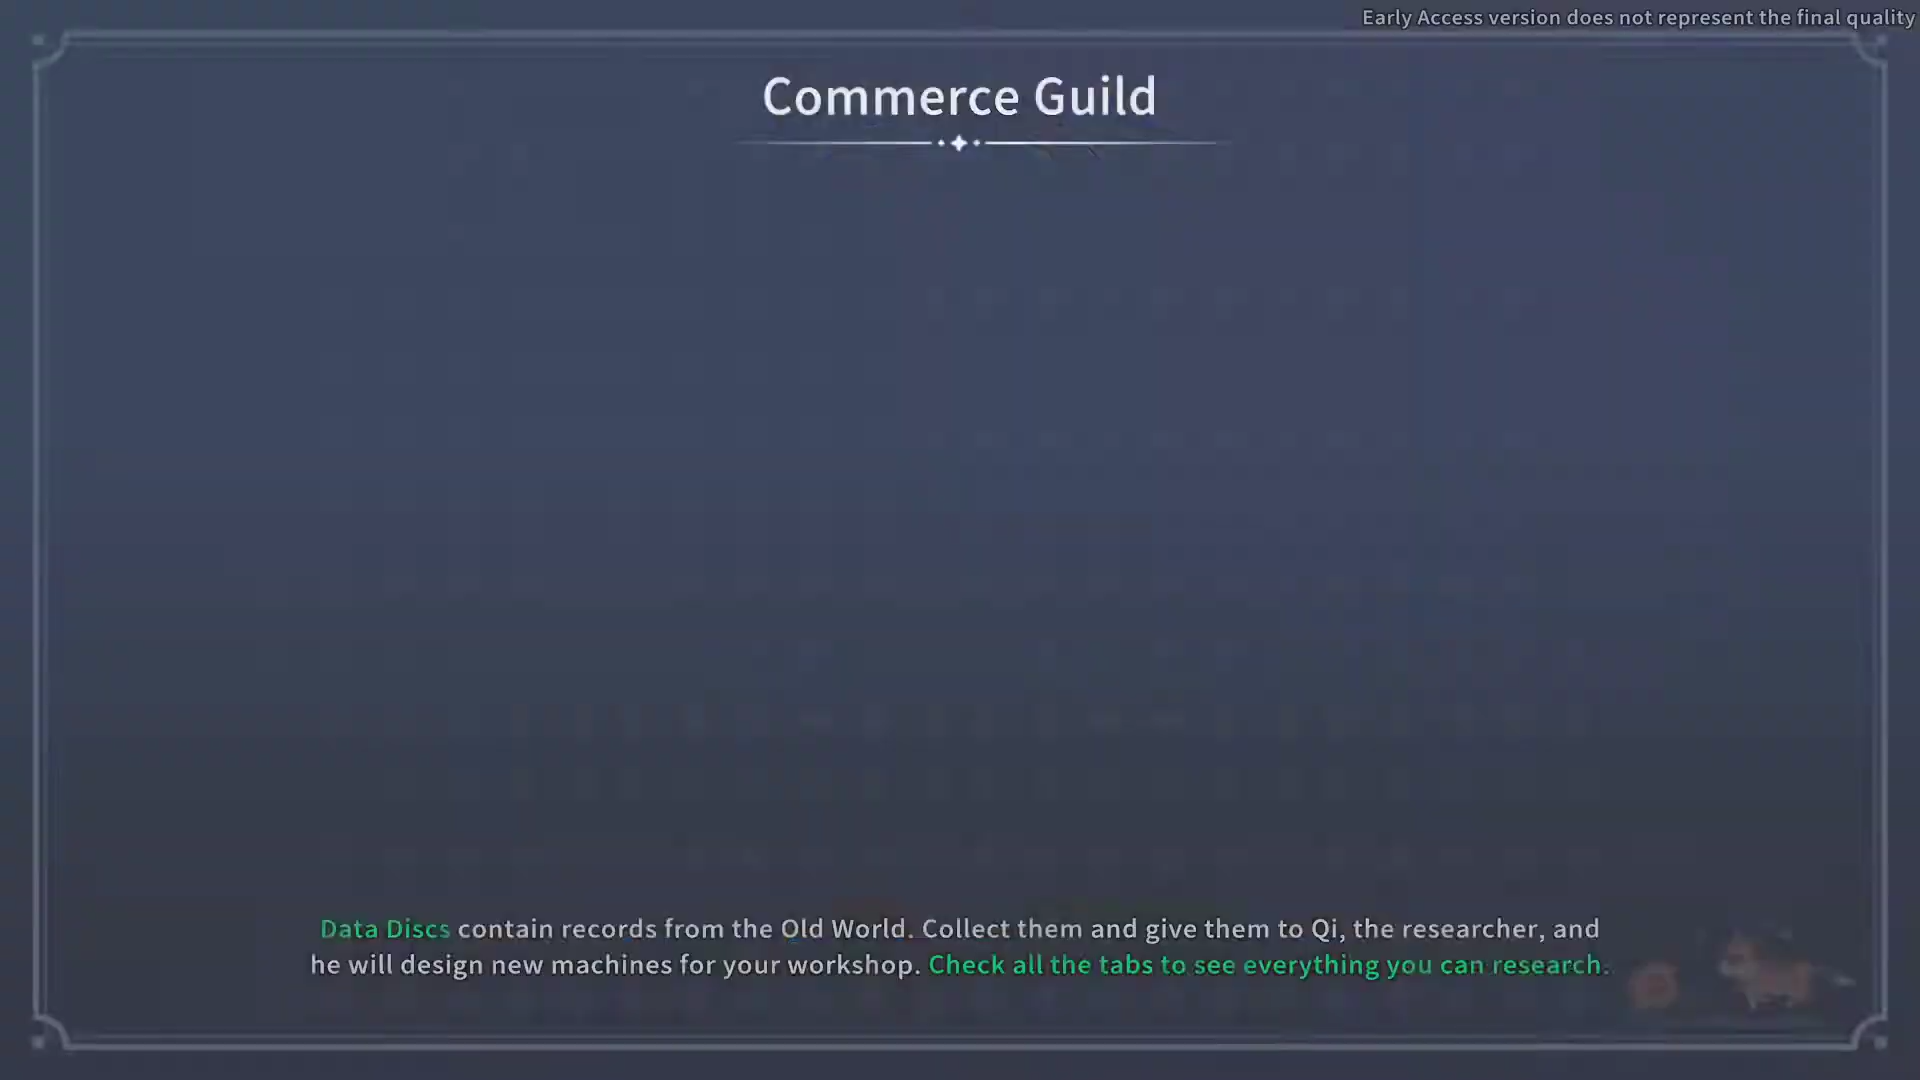 Early Access version does not represent the final quality
Commerce Guild
Data Discs contain records from the Old World. Collect them and give them to Qi, the researcher, and
he will design new machines for your workshop. Check all the tabs to see everything you can research.